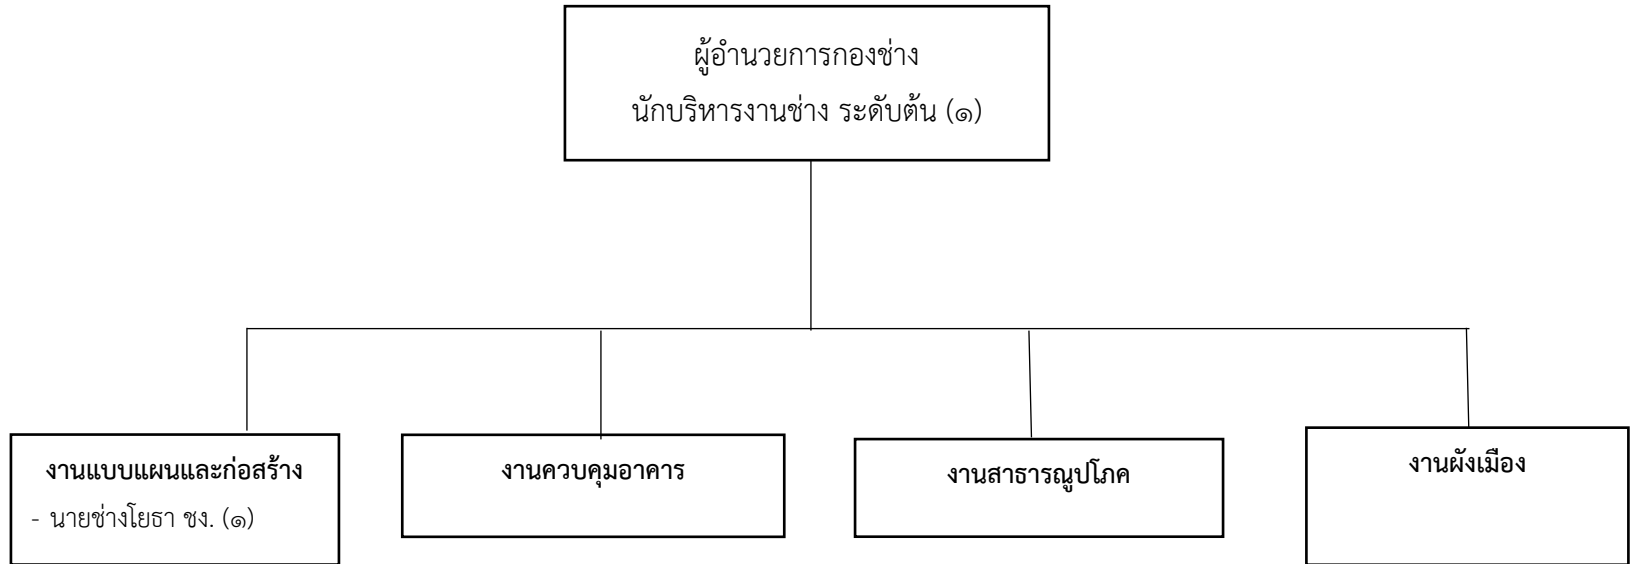 ผู้อำนวยการกองช่าง
นักบริหารงานช่าง ระดับต้น (๑)
งานแบบแผนและก่อสร้าง
- นายช่างโยธา ชง. (๑)
งานควบคุมอาคาร
งานสาธารณูปโภค
งานผังเมือง